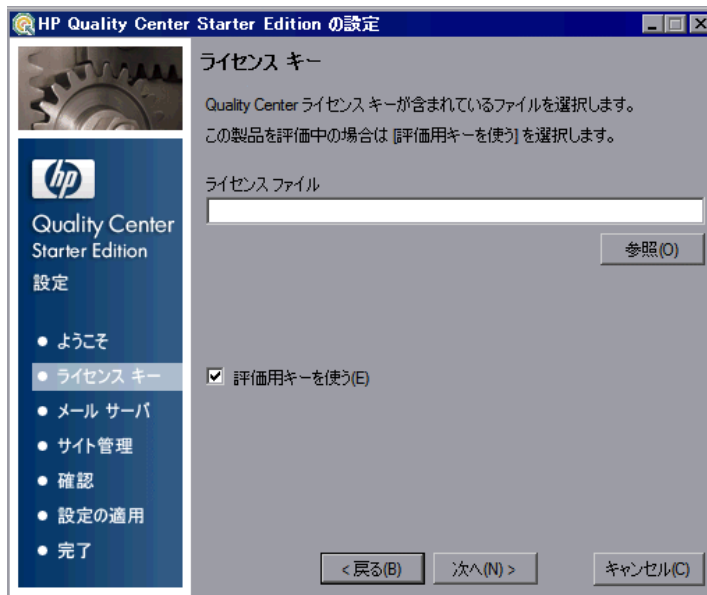 HP Quality Center Starter Edition の設定
ライセンス キー
Quality Center ライセンス キーが含まれているファイルを選択します。
この製品を評価中の場合は [評価用キーを使う] を選択します。
ライセンス ファイル
参照(O)
評価用キーを使う(E)
hp
Quality Center
Starter Edition
設定
ようこそ
ライセンス キー
メール サーバ
サイト管理
確認
設定の適用
完了
< 戻る(B)
次へ(N) >
キャンセル(C)